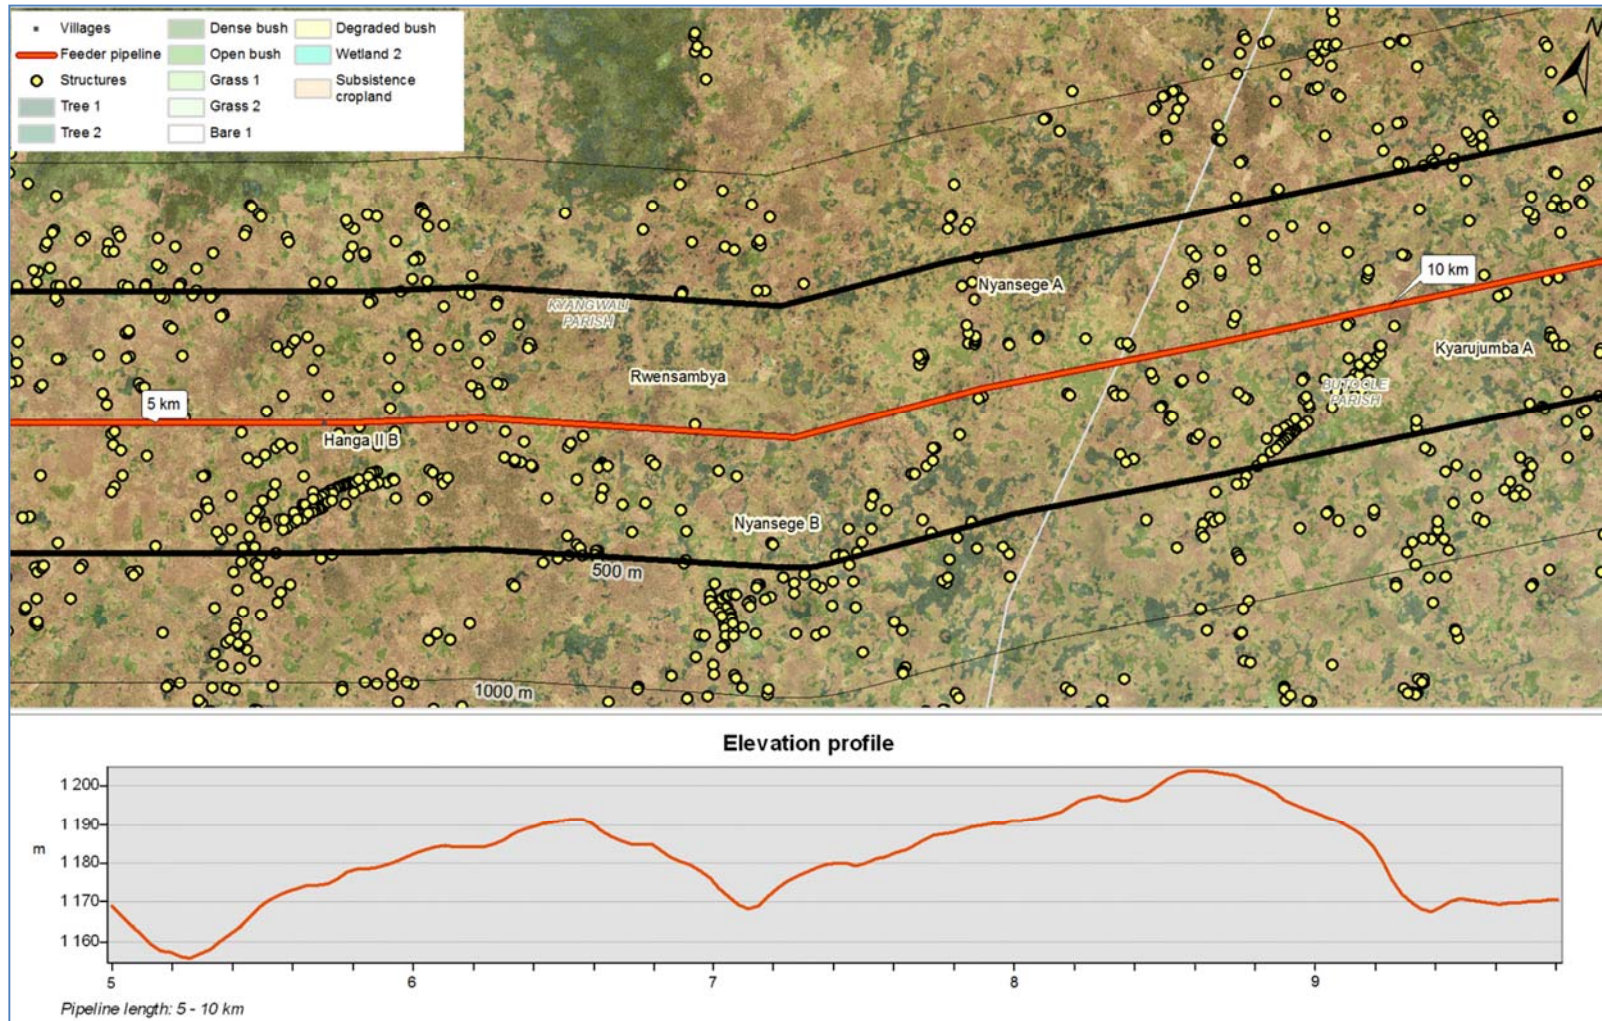 Villages
Feeder pipeline
Structures
Tree 1
Tree 2
Dense bush
Open bush
Grass 1
Grass 2
Bare 1
Degraded bush
Wetland 2
Subsistence
cropland
N
10 km
Nyansege A
KYANGWALI
PARISH
Kyarujumba A
Rwensambya
BUTOOLE
PARISH
5 km
Hanga II B
Nyansege B
500 m
1000 m
Elevation profile
m
1 200
1 190
1 180
1 170
1 160
5 6 7 8 9
Pipeline length: 5 - 10 km